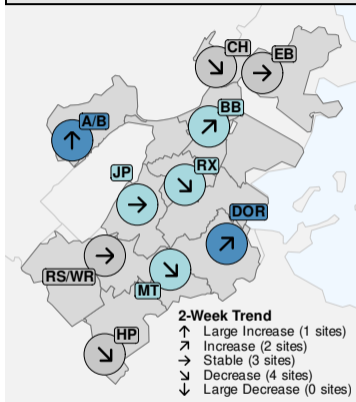 CH
EB
BB
A/B
RX
JP
DOR
RS/WR
MT
HP
2-Week Trend
↑ Large Increase (1 sites)
↗ Increase (2 sites)
→ Stable (3 sites)
↘ Decrease (4 sites)
↓ Large Decrease (0 sites)